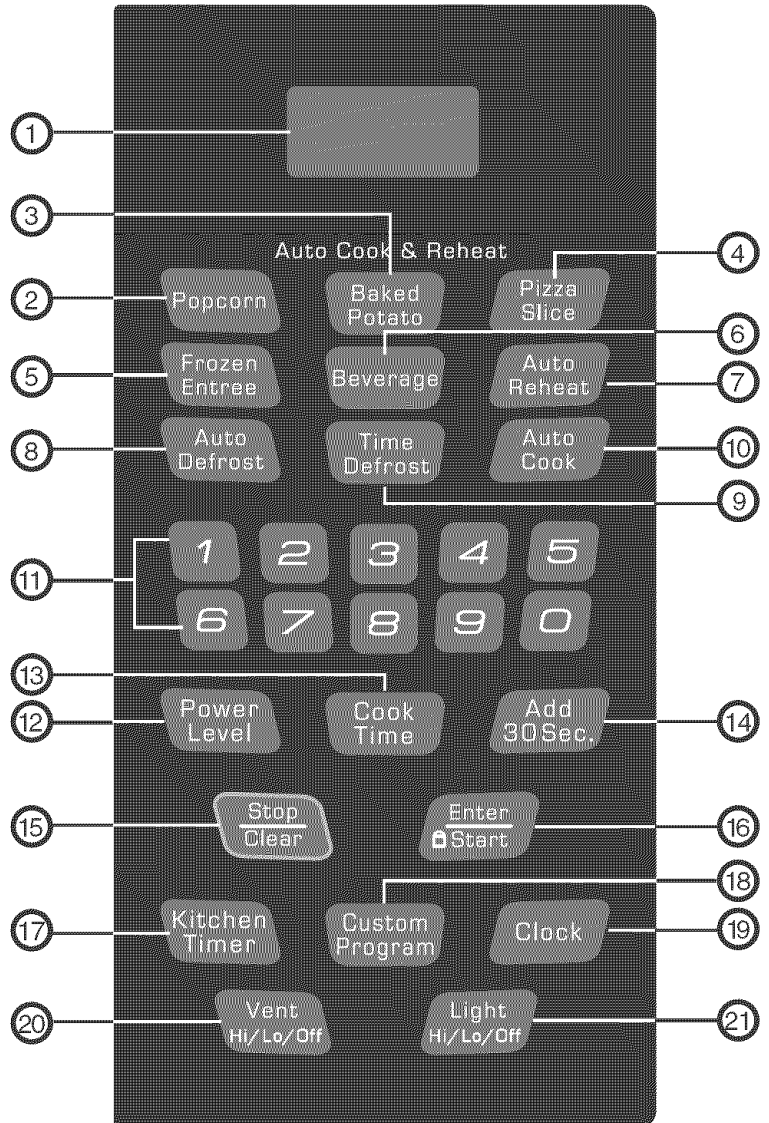 1
Auto Cook & Reheat
3
4
2
Popcorn
Baked
Potato
Pizza
Slice
6
5
Frozen
Entree
Beverage
Auto
Reheat
7
8
Auto
Defrost
Time
Defrost
Auto
Cook
10
9
11
1 2 3 4 5
6 7 8 9 0
13
12
Power
Level
Cook
Time
Add
30Sec.
14
15
Stop
Clear
Enter
Start
16
18
17
Kitchen
Timer
Custom
Program
Clock
19
20
Vent
Hi/Lo/Off
Light
Hi/Lo/Off
21